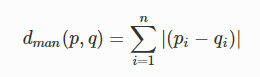 d_{man}(p, q) = \sum_{i=1}^{n} |(p_i - q_i)|